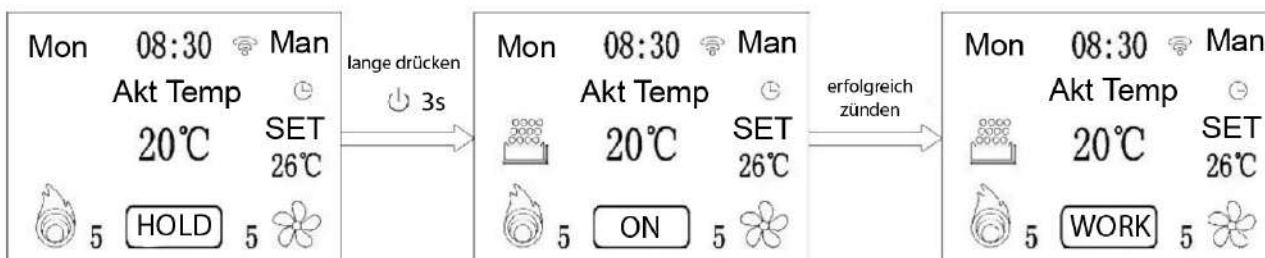 Mon 08:30 Man
Akt Temp
SET
20℃
26℃
5 HOLD 5
lange drücken
3s
Mon 08:30 Man
Akt Temp
SET
20℃
26℃
5 ON 5
erfolgreich
zünden
Mon 08:30 Man
Akt Temp
SET
20℃
26℃
5 WORK 5